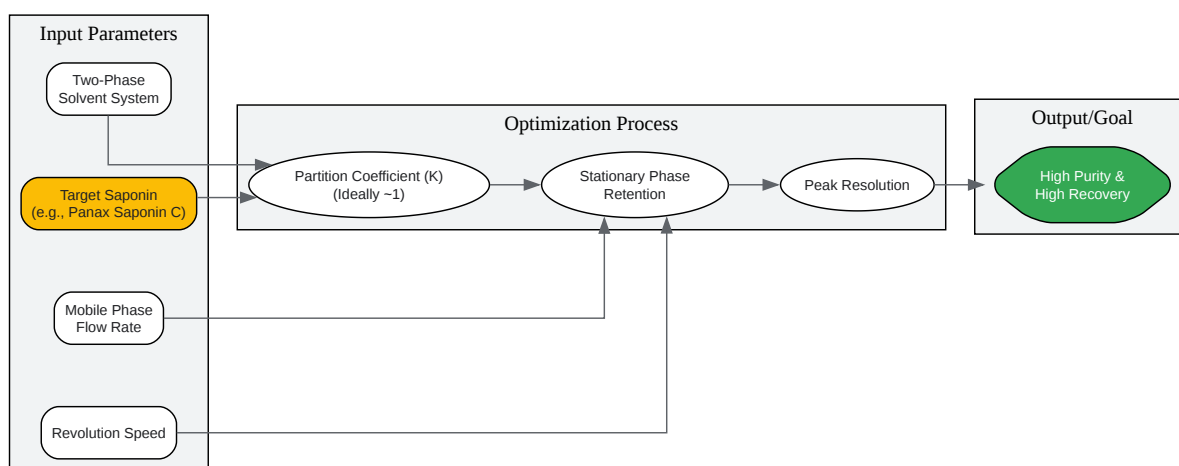 Input Parameters
Two-Phase
Solvent System
Target Saponin
(e.g., Panax Saponin C)
Mobile Phase
Flow Rate
Revolution Speed
Optimization Process
Partition Coefficient (K)
(Ideally ~1)
Stationary Phase
Retention
Peak Resolution
Output/Goal
High Purity &
High Recovery